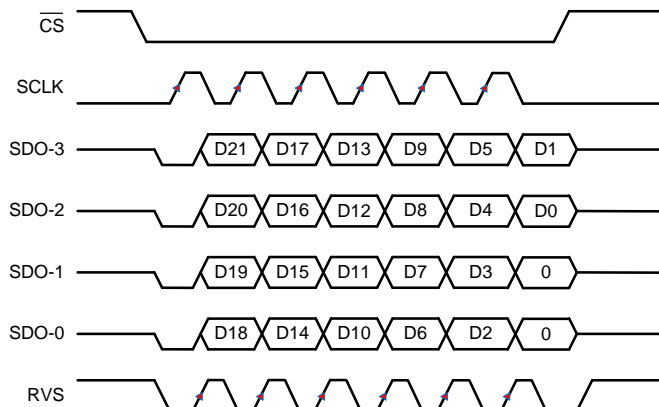 CS
SCLK
SDO-3 D21 D17 D13 D9 D5 D1
SDO-2 D20 D16 D12 D8 D4 D0
SDO-1 D19 D15 D11 D7 D3 0
SDO-0 D18 D14 D10 D6 D2 0
RVS